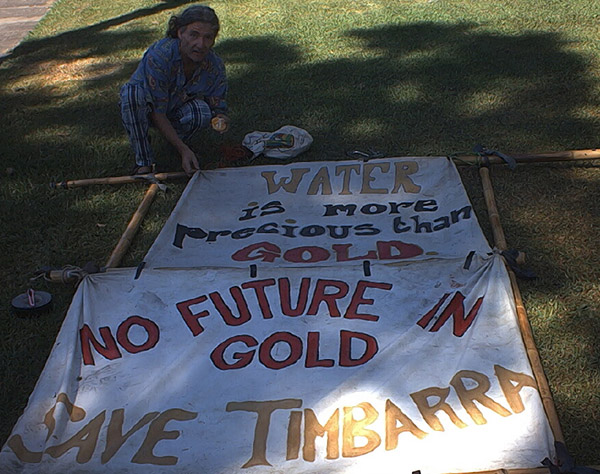 WATER
is more
precious than
GOLD.
NO FUTURE IN
GOLD
SAVE TIMBARRA